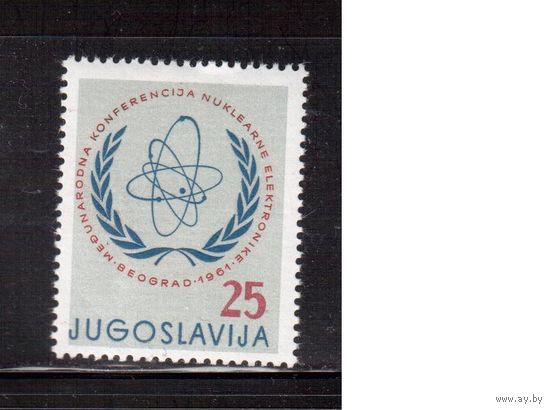 MEĐUNARODNA KONFERENCIJA NUKLEARNE ELEKTRONIKE · BEOGRAD · 1961 ·
25
JUGOSLAVIJA
www.ay.by